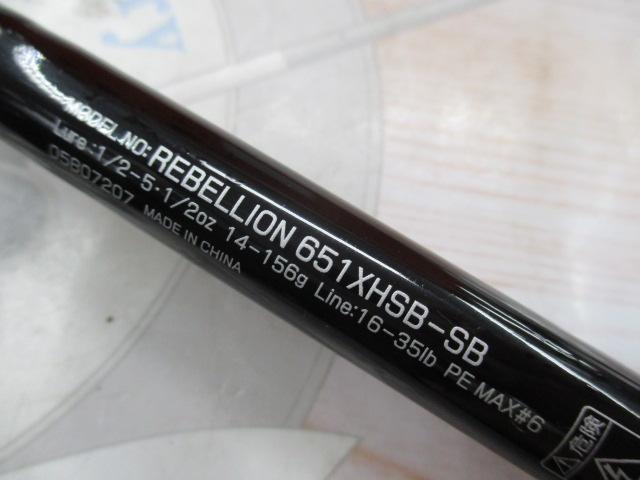 MODEL.NO:REBELLION 651XHSB-SB
Lure:1/2-5・1/2oz 14-156g Line:16-35lb PE MAX#6
05807207 MADE IN CHINA
危険